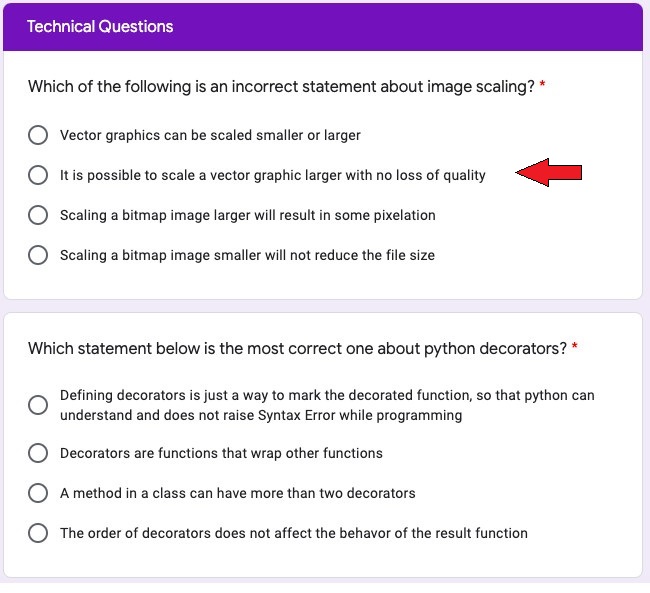 Technical Questions
Which of the following is an incorrect statement about image scaling? *
Vector graphics can be scaled smaller or larger
It is possible to scale a vector graphic larger with no loss of quality
Scaling a bitmap image larger will result in some pixelation
Scaling a bitmap image smaller will not reduce the file size
Which statement below is the most correct one about python decorators? *
Defining decorators is just a way to mark the decorated function, so that python can
understand and does not raise Syntax Error while programming
Decorators are functions that wrap other functions
A method in a class can have more than two decorators
The order of decorators does not affect the behavor of the result function